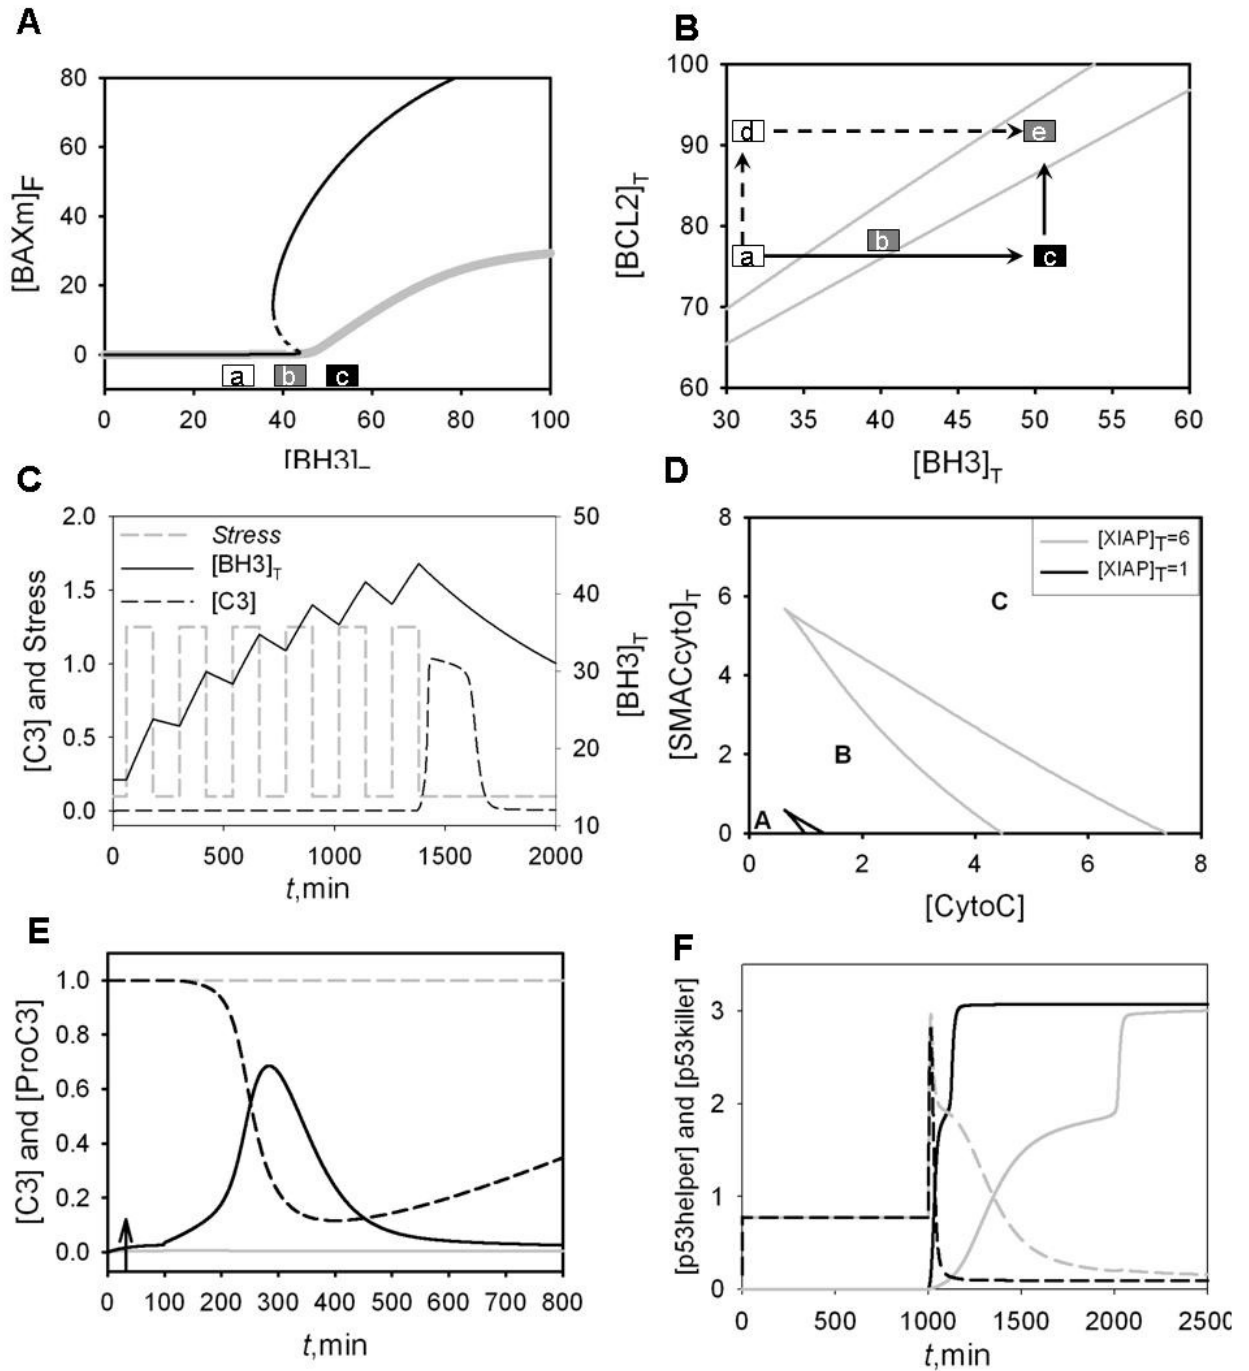 A
[BAXm]F
80
60
40
20
0
a b c
0 20 40 60 80 100
B
[BCL2]T
100
90
80
70
60
d e
b
a c
30 35 40 45 50 55 60
[BH3]T
C
[C3] and Stress
2.0
1.5
1.0
0.5
0.0
Stress
[BH3]T
[C3]
50
40
30
20
10
[BH3]T
0 500 1000 1500 2000
t,min
D
[SMACcyto]T
8
6
4
2
0
[XIAP]T=6
[XIAP]T=1
C
B
A
0 2 4 6 8
[CytoC]
E
[C3] and [ProC3]
1.0
0.8
0.6
0.4
0.2
0.0
0 100 200 300 400 500 600 700 800
t,min
F
[p53helper] and [p53killer]
3
2
1
0
0 500 1000 1500 2000 2500
t,min